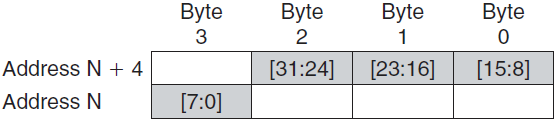 Byte Byte Byte Byte
3 2 1 0
Address N + 4 [31:24] [23:16] [15:8]
Address N [7:0]